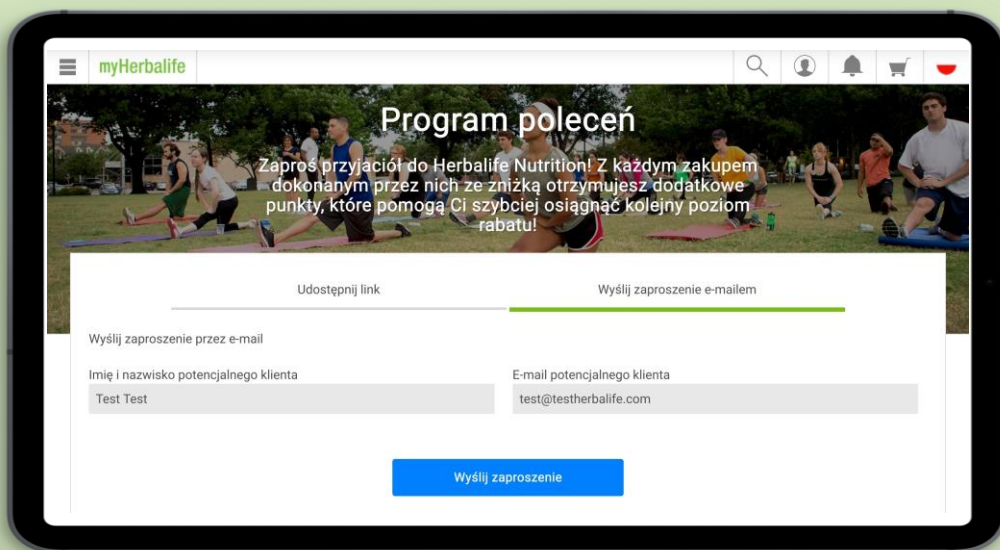 myHerbalife
Program poleceń
Zaproś przyjaciół do Herbalife Nutrition! Z każdym zakupem
dokonanym przez nich ze zniżką otrzymujesz dodatkowe
punkty, które pomogą Ci szybciej osiągnąć kolejny poziom
rabatu!
Udostępnij link
Wyślij zaproszenie e-mailem
Wyślij zaproszenie przez e-mail
Imię i nazwisko potencjalnego klienta
E-mail potencjalnego klienta
Test Test
test@testherbalife.com
Wyślij zaproszenie